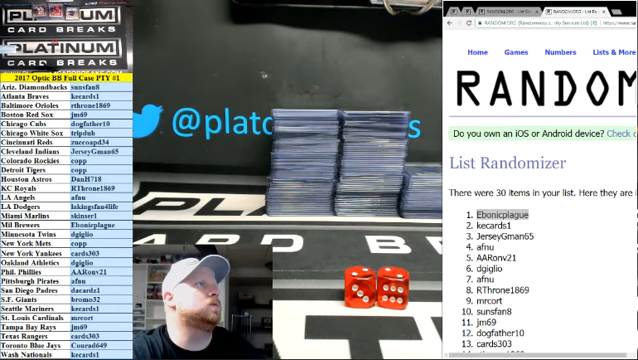 PLATINUM
CARD BREAKS
PLATINUM
CARD BREAKS
2017 Optic BB Full Case PTY #1
Ariz. Diamondbacks sunsfan8
Atlanta Braves kecards1
Baltimore Orioles rthrone1869
Boston Red Sox jm69
Chicago Cubs dogfather10
Chicago White Sox tripdub
Cincinnati Reds zuccoapd34
Cleveland Indians JerseyGman65
Colorado Rockies copp
Detroit Tigers copp
Houston Astros DanH718
KC Royals RThrone1869
LA Angels afnu
LA Dodgers lakingsfan4life
Miami Marlins skinser1
Mil Brewers Ebonicplague
Minnesota Twins dgiglio
New York Mets copp
New York Yankees cards303
Oakland Athletics dgiglio
Phil. Phillies AARonv21
Pittsburgh Pirates afnu
San Diego Padres dacardz1
S.F. Giants bromo32
Seattle Mariners kecards1
St. Louis Cardinals mrcort
Tampa Bay Rays jm69
Texas Rangers cards303
Toronto Blue Jays Conrad649
Wash Nationals kecards1
@platc
s
Home Games Numbers Lists & More
RANDOM
Do you own an iOS or Android device? Check
List Randomizer
There were 30 items in your list. Here they are
1. Ebonicplague
2. kecards1
3. JerseyGman65
4. afnu
5. AARonv21
6. dgiglio
7. afnu
8. RThrone1869
9. mrcort
10. sunsfan8
11. jm69
12. dogfather10
13. cards303